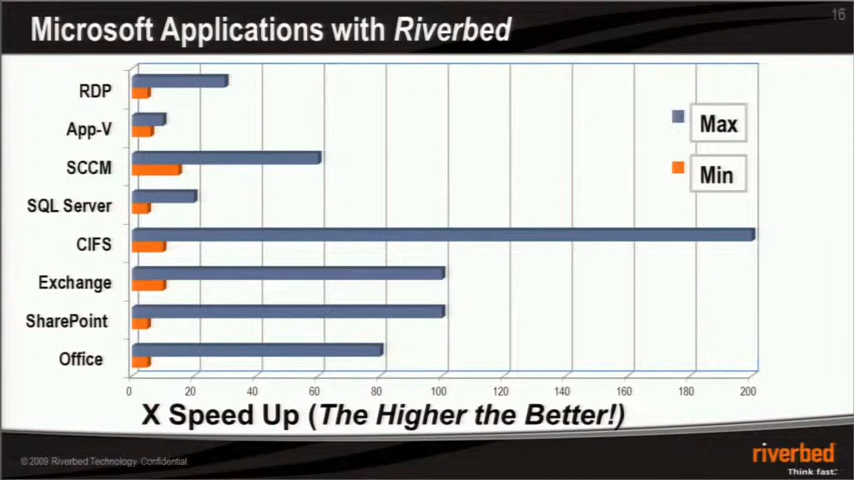 Microsoft Applications with Riverbed
16
RDP
App-V
SCCM
SQL Server
CIFS
Exchange
SharePoint
Office
Max
Min
0 20 40 60 80 100 120 140 160 180 200
X Speed Up (The Higher the Better!)
© 2009 Riverbed Technology. Confidential
riverbed
Think fast.